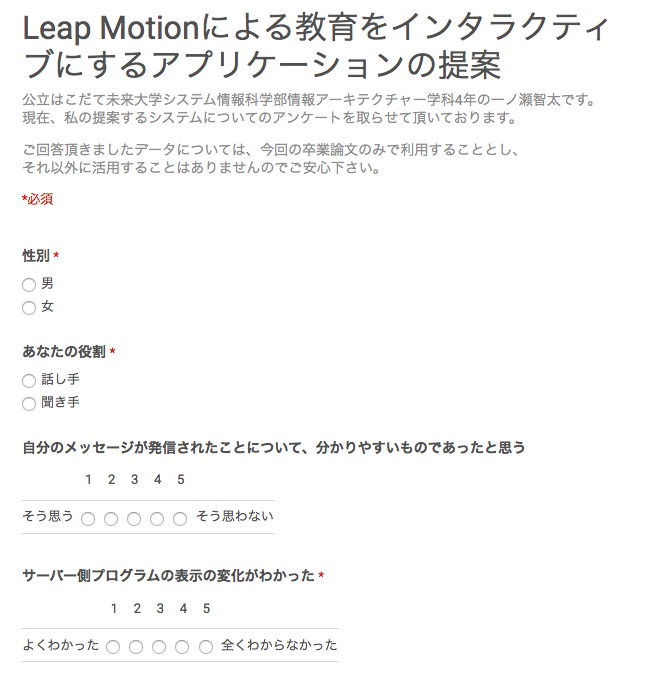 Leap Motionによる教育をインタラクティ
ブにするアプリケーションの提案
公立はこだて未来大学システム情報科学部情報アーキテクチャー学科4年の一ノ瀬智太です。
現在、私の提案するシステムについてのアンケートを取らせて頂いております。
ご回答頂きましたデータについては、今回の卒業論文のみで利用することとし、
それ以外に活用することはありませんのでご安心下さい。
*必須
性別 *
男
女
あなたの役割 *
話し手
聞き手
自分のメッセージが発信されたことについて、分かりやすいものであったと思う
1 2 3 4 5
そう思う そう思わない
サーバー側プログラムの表示の変化がわかった *
1 2 3 4 5
よくわかった 全くわからなかった